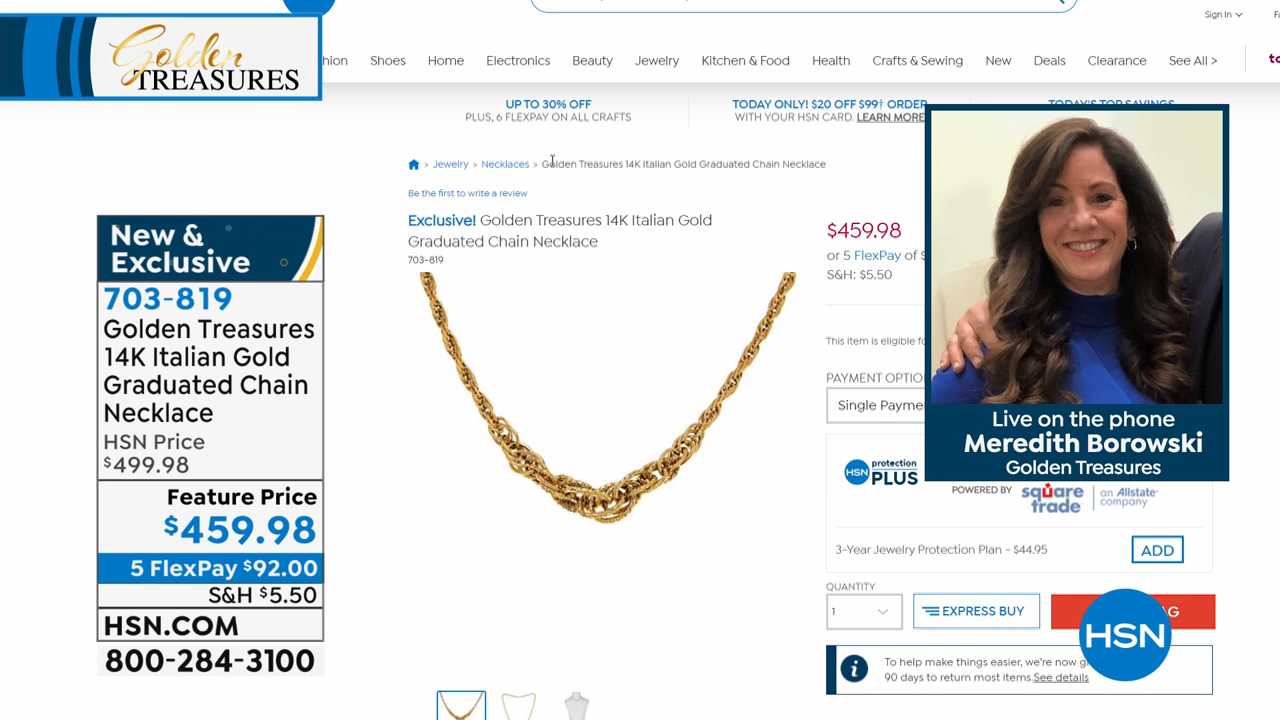 Golden
TREASURES
Sign In
Shoes
Home
Electronics
Beauty
Jewelry
Kitchen & Food
Health
Crafts & Sewing
New
Deals
Clearance
See All >
UP TO 30% OFF
PLUS, 6 FLEXPAY ON ALL CRAFTS
TODAY ONLY! $20 OFF $99† ORDER
WITH YOUR HSN CARD. LEARN MORE
TODAY'S TOP SAVINGS
> Jewelry > Necklaces > Golden Treasures 14K Italian Gold Graduated Chain Necklace
Be the first to write a review
Exclusive! Golden Treasures 14K Italian Gold
Graduated Chain Necklace
703-819
$459.98
or 5 FlexPay of $
S&H: $5.50
This item is eligible
PAYMENT
Single
HSN protection
PLUS
POWERED BY
square
trade
an Allstate
company
3-Year Jewelry Protection Plan - $44.95
ADD
QUANTITY
1
EXPRESS BUY
To help make things easier, we're now
90 days to return most items. See details
New &
Exclusive
703-819
Golden Treasures
14K Italian Gold
Graduated Chain
Necklace
HSN Price
$499.98
Feature Price
$459.98
5 FlexPay $92.00
S&H $5.50
HSN.COM
800-284-3100
Live on the phone
Meredith Borowski
Golden Treasures
HSN